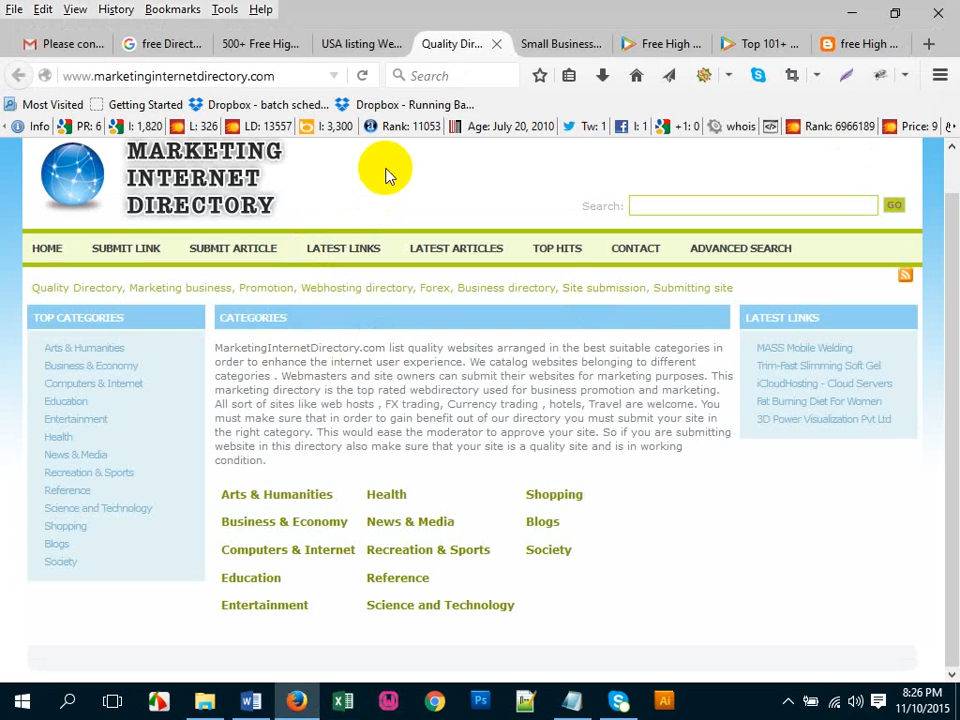 File Edit View History Bookmarks Tools Help
Please con... free Direct... 500+ Free Hig... USA listing We... Quality Dir... Small Business... Free High ... Top 101+ ... free High ...
www.marketinginternetdirectory.com Search
Most Visited Getting Started Dropbox - batch sched... Dropbox - Running Ba...
Info PR: 6 I: 1,820 L: 326 LD: 13557 I: 3,300 Rank: 11053 Age: July 20, 2010 Tw: 1 I: 1 +1: 0 whois Rank: 6966189 Price: 9
MARKETING
INTERNET
DIRECTORY
Search: GO
HOME SUBMIT LINK SUBMIT ARTICLE LATEST LINKS LATEST ARTICLES TOP HITS CONTACT ADVANCED SEARCH
Quality Directory, Marketing business, Promotion, Webhosting directory, Forex, Business directory, Site submission, Submitting site
TOP CATEGORIES
Arts & Humanities
Business & Economy
Computers & Internet
Education
Entertainment
Health
News & Media
Recreation & Sports
Reference
Science and Technology
Shopping
Blogs
Society
CATEGORIES
MarketingInternetDirectory.com list quality websites arranged in the best suitable categories in
order to enhance the internet user experience. We catalog websites belonging to different
categories . Webmasters and site owners can submit their websites for marketing purposes. This
marketing directory is the top rated webdirectory used for business promotion and marketing.
All sort of sites like web hosts , FX trading, Currency trading , hotels, Travel are welcome. You
must make sure that in order to gain benefit out of our directory you must submit your site in
the right category. This would ease the moderator to approve your site. So if you are submitting
website in this directory also make sure that your site is a quality site and is in working
condition.
Arts & Humanities Health Shopping
Business & Economy News & Media Blogs
Computers & Internet Recreation & Sports Society
Education Reference
Entertainment Science and Technology
LATEST LINKS
MASS Mobile Welding
Trim-Fast Slimming Soft Gel
iCloudHosting - Cloud Servers
Fat Burning Diet For Women
3D Power Visualization Pvt Ltd
8:26 PM
11/10/2015